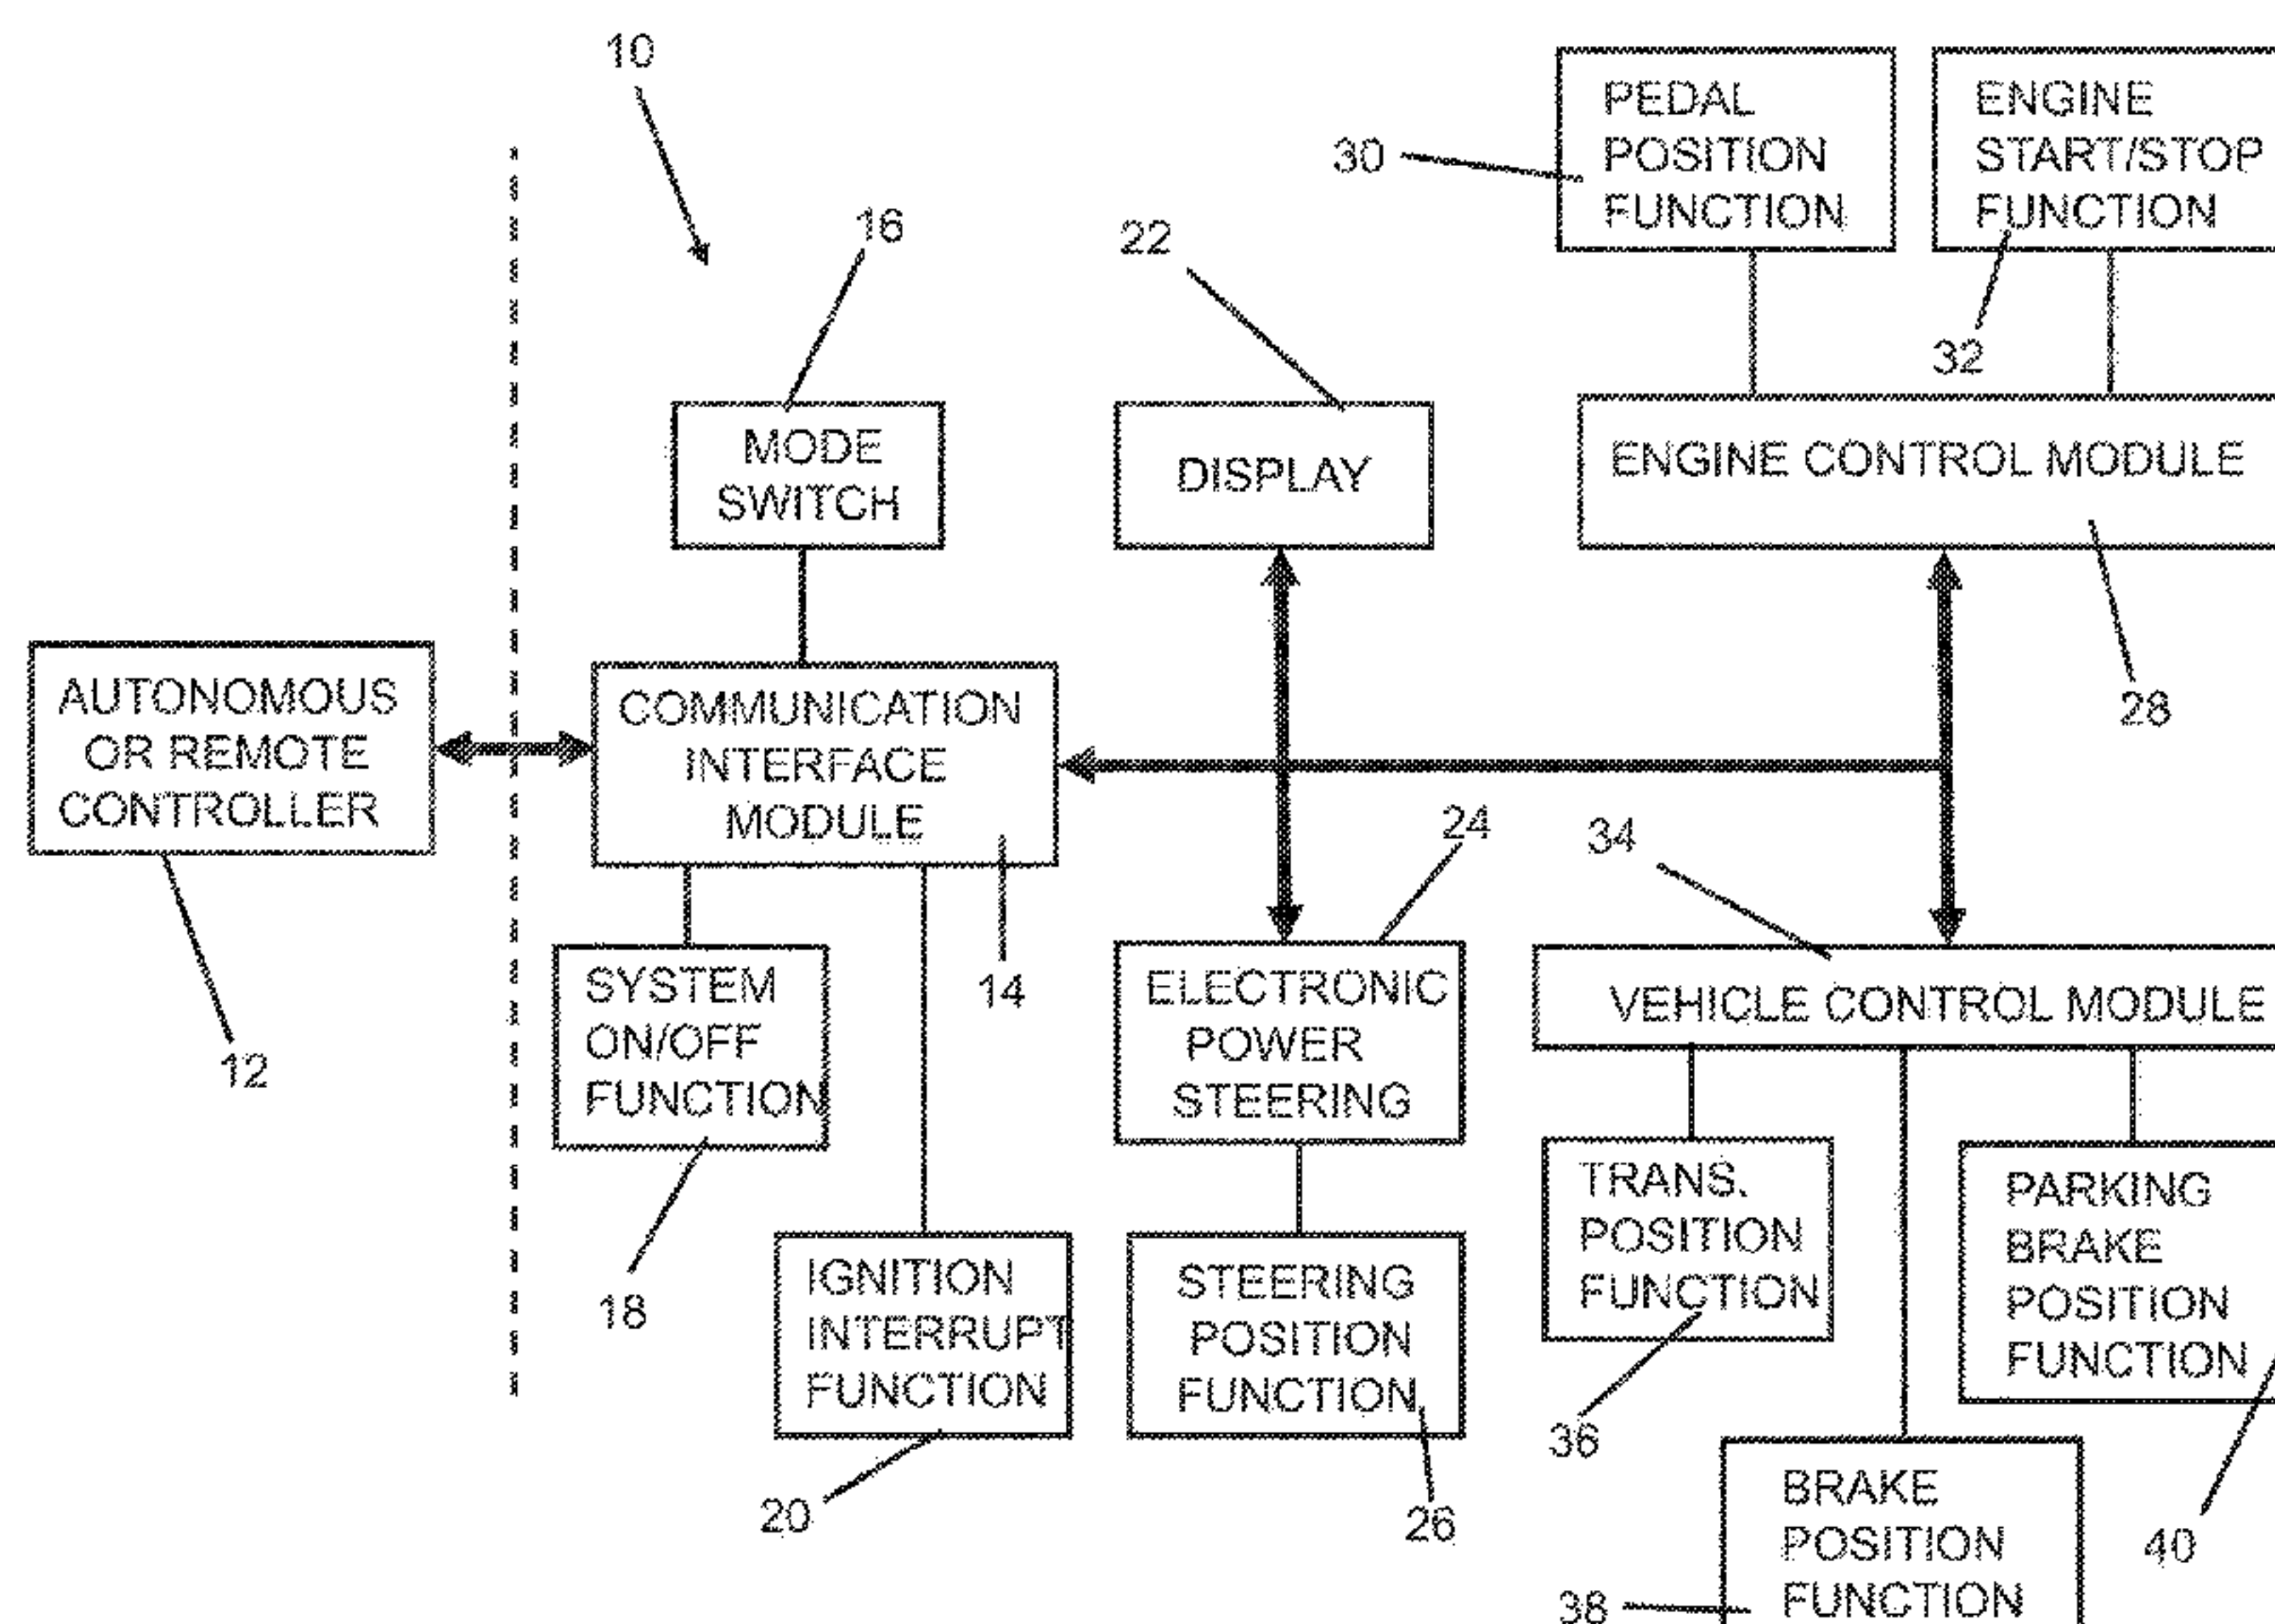 10
PEDAL
POSITION
FUNCTION
ENGINE
START/STOP
FUNCTION
30
16
22
32
MODE
SWITCH
DISPLAY
ENGINE CONTROL MODULE
28
AUTONOMOUS
OR REMOTE
CONTROLLER
COMMUNICATION
INTERFACE
MODULE
24
34
14
12
SYSTEM
ON/OFF
FUNCTION
ELECTRONIC
POWER
STEERING
VEHICLE CONTROL MODULE
18
IGNITION
INTERRUPT
FUNCTION
20
STEERING
POSITION
FUNCTION
26
TRANS.
POSITION
FUNCTION
36
PARKING
BRAKE
POSITION
FUNCTION
40
BRAKE
POSITION
FUNCTION
38